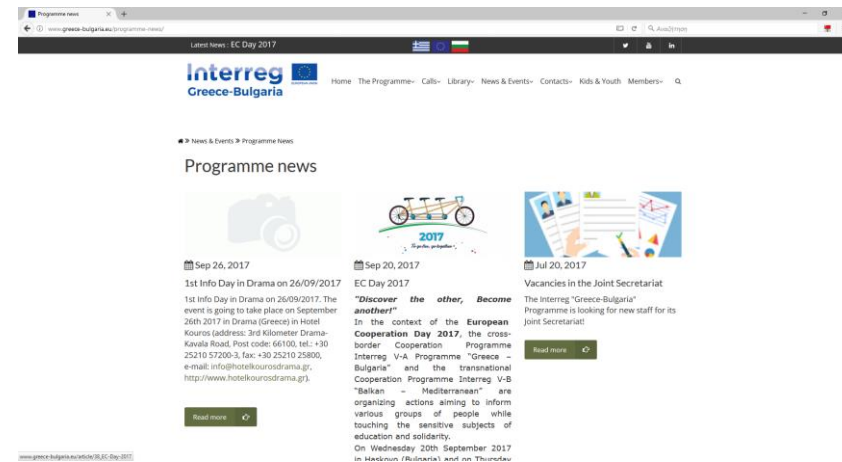 Programme news
www.greece-bulgaria.eu/programme-news/
Αναζήτηση
Latest News : EC Day 2017
Interreg
Greece-Bulgaria
Home The Programme Calls Library News & Events Contacts Kids & Youth Members
News & Events » Programme News
Programme news
Sep 26, 2017
1st Info Day in Drama on 26/09/2017
1st Info Day in Drama on 26/09/2017. The
event is going to take place on September
26th 2017 in Drama (Greece) in Hotel
Kouros (address: 3rd Kilometer Drama-
Kavala Road, Post code: 66100, tel.: +30
25210 57200-3, fax: +30 25210 25800,
e-mail: info@hotelkourosdrama.gr,
http://www.hotelkourosdrama.gr).
Read more
2017
Sep 20, 2017
EC Day 2017
"Discover the other, Become
another!"
In the context of the European
Cooperation Day 2017, the cross-
border Cooperation Programme
Interreg V-A Programme "Greece –
Bulgaria" and the transnational
Cooperation Programme Interreg V-B
"Balkan – Mediterranean" are
organizing actions aiming to inform
various groups of people while
touching the sensitive subjects of
education and solidarity.
On Wednesday 20th September 2017
in Haskovo (Bulgaria) and on Thursday
Jul 20, 2017
Vacancies in the Joint Secretariat
The Interreg "Greece-Bulgaria"
Programme is looking for new staff for its
Joint Secretariat!
Read more
www.greece-bulgaria.eu/article/36,EC-Day-2017